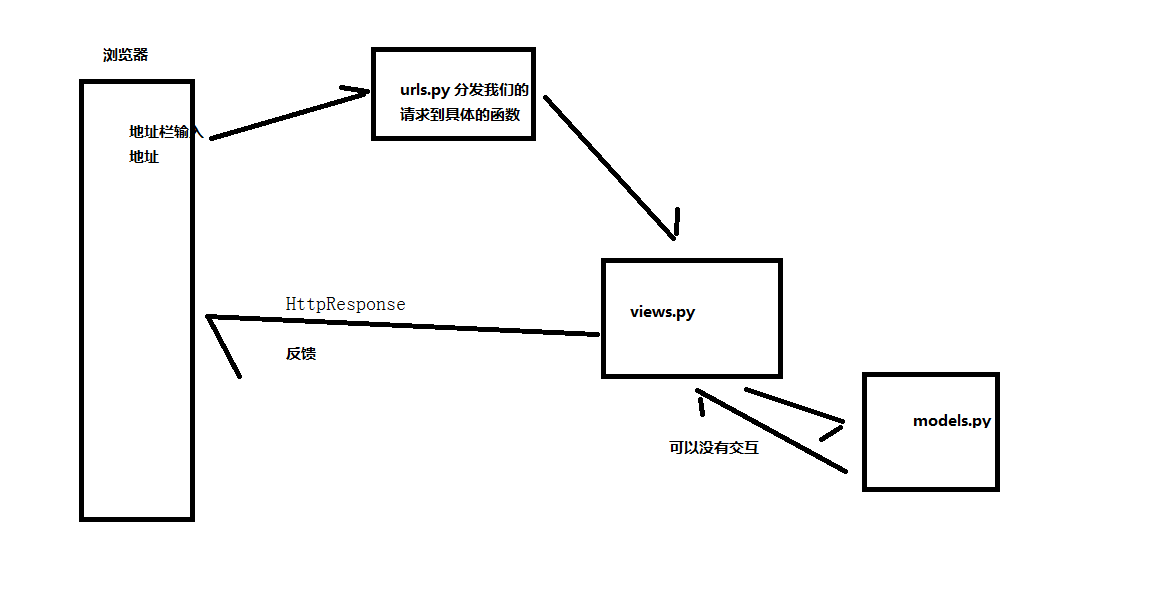 浏览器
地址栏输入
地址
urls.py 分发我们的
请求到具体的函数
HttpResponse
反馈
views.py
models.py
可以没有交互